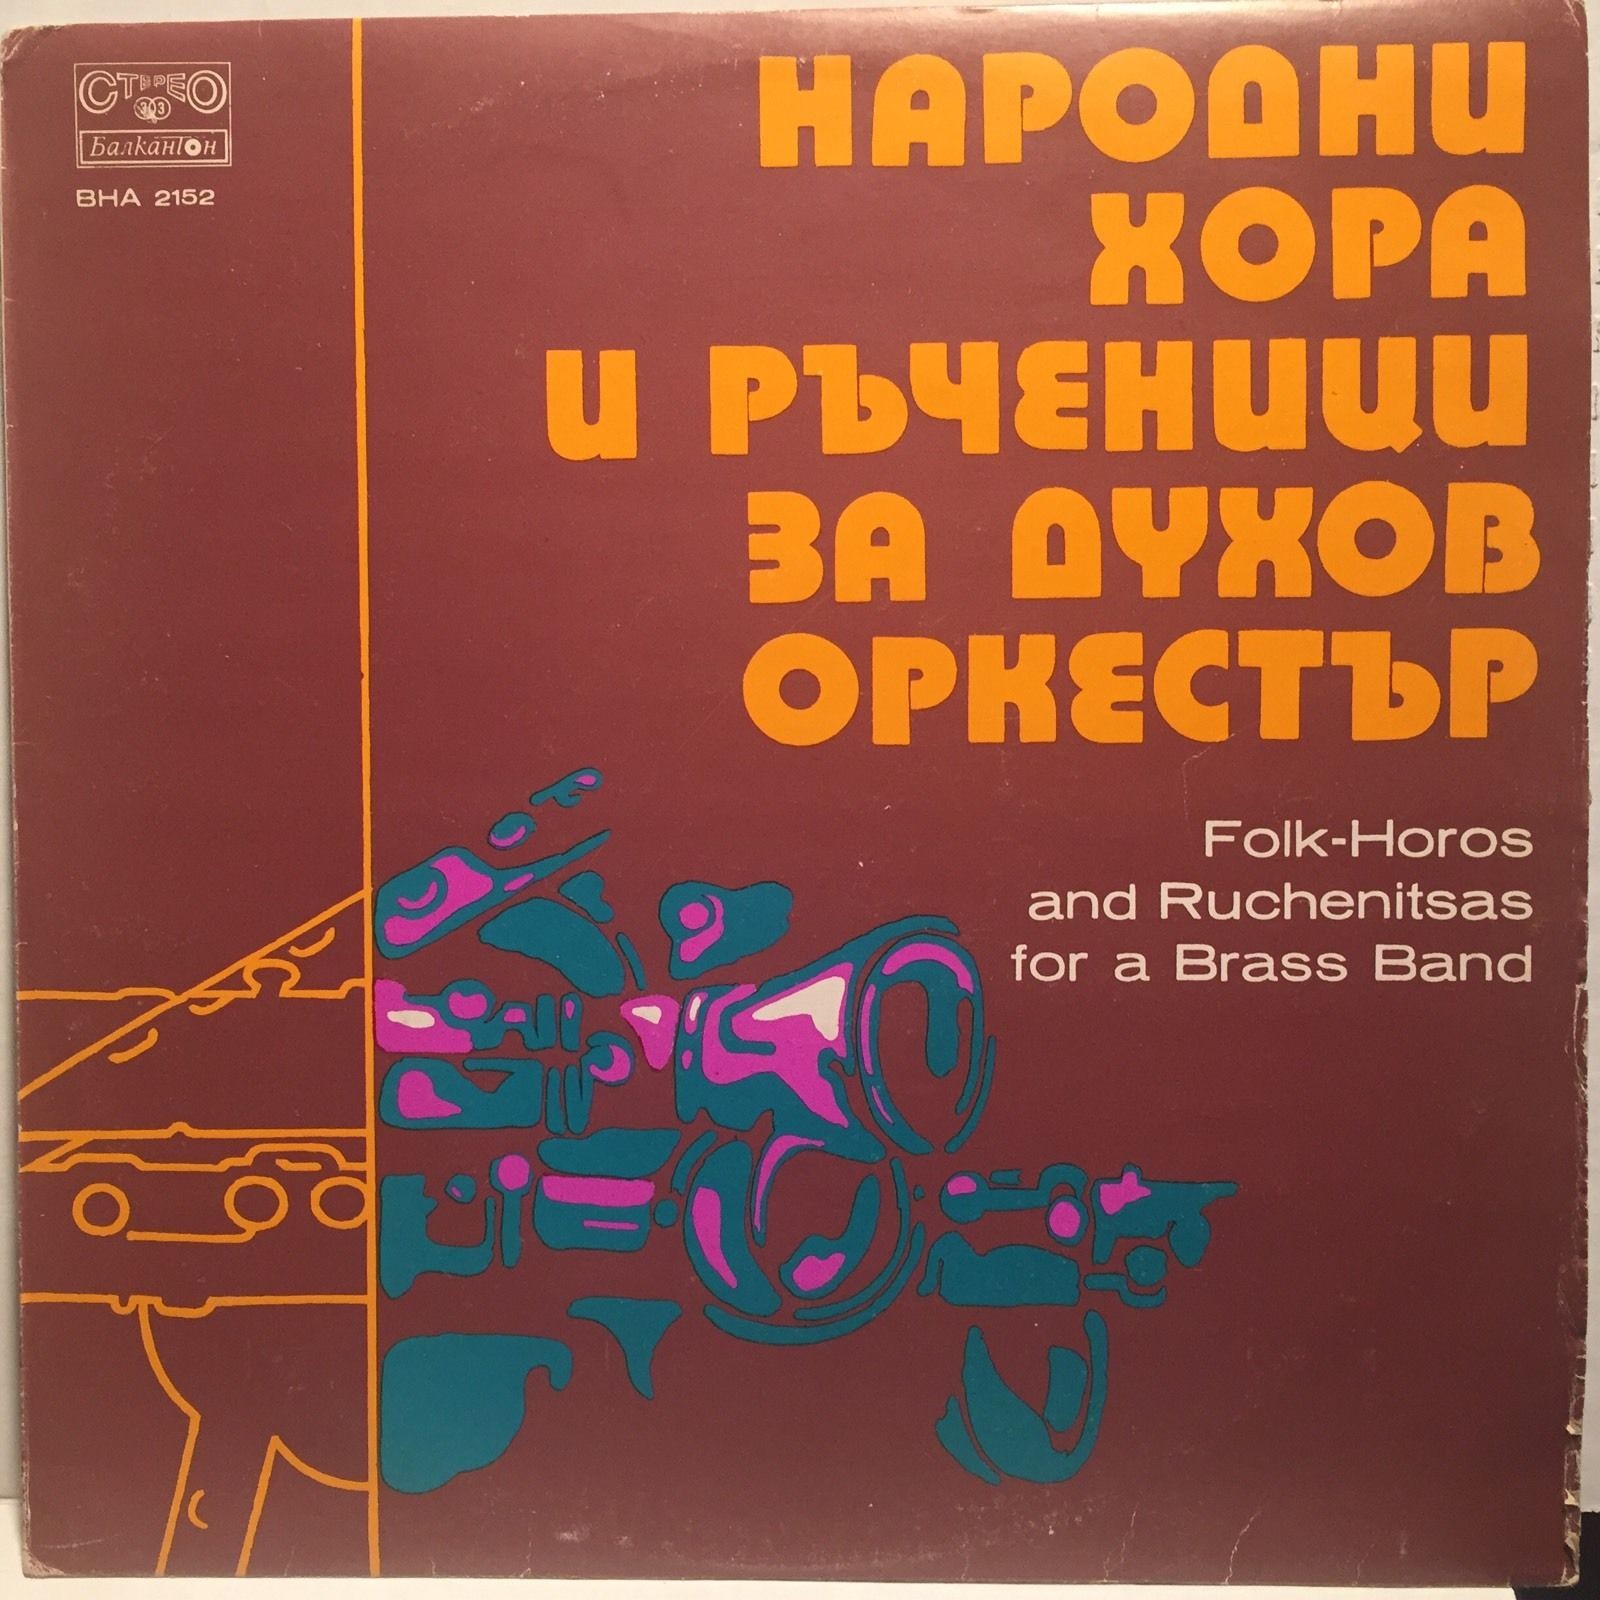 СТЕРЕО
33
Балкантон
ВНА 2152
НАРОДНИ
ХОРА
И РЪЧЕНИЦИ
ЗА ДУХОВ
ОРКЕСТЪР
Folk-Horos
and Ruchenitsas
for a Brass Band